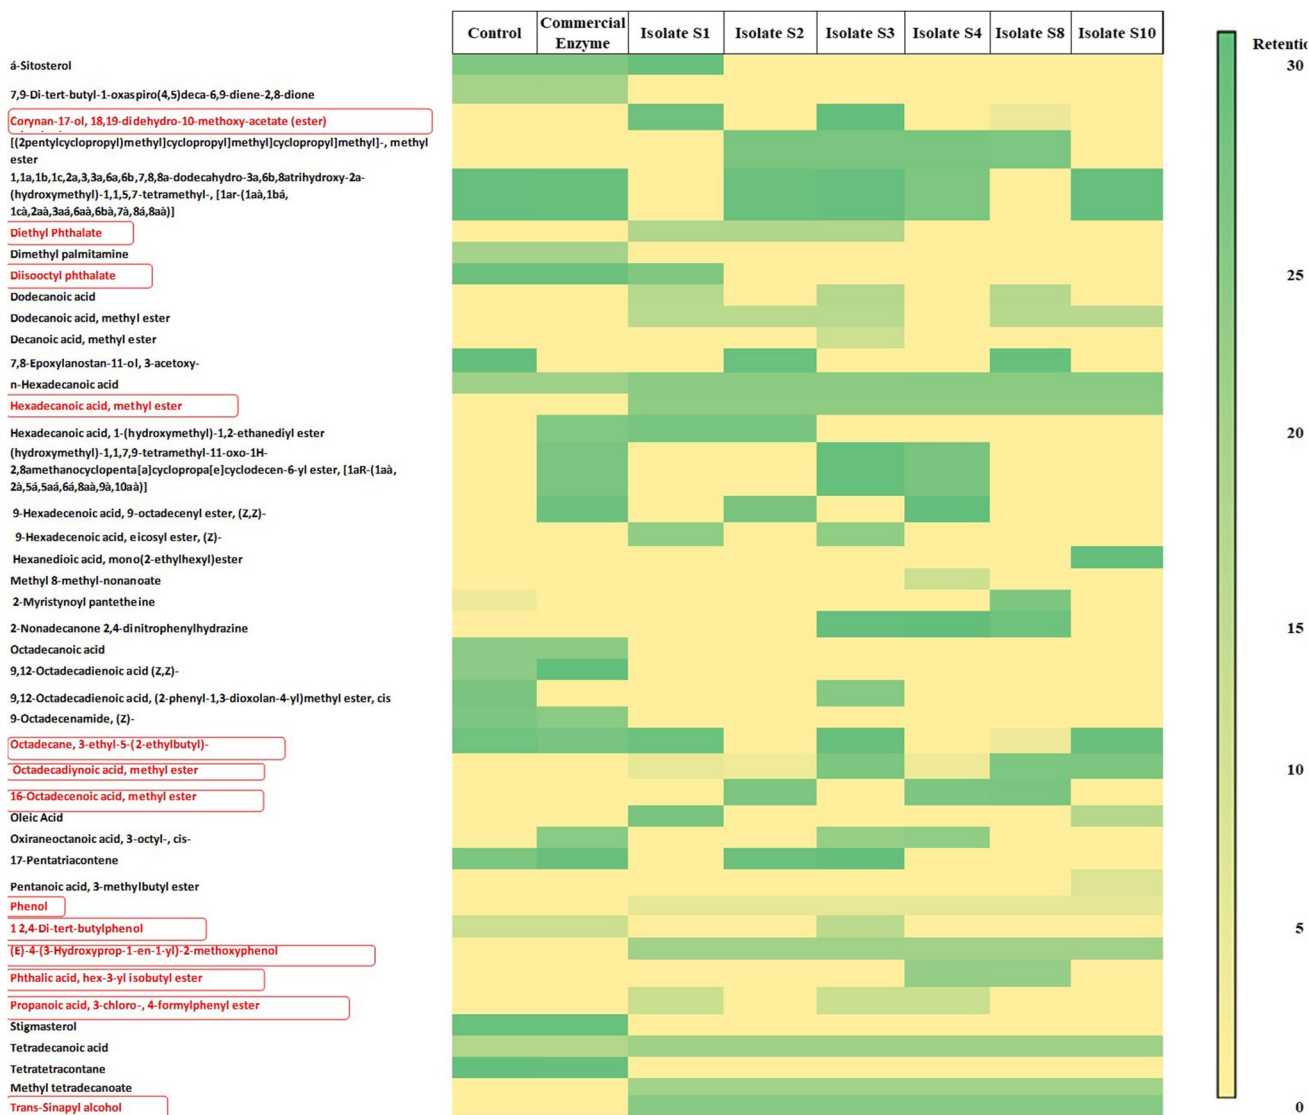 Control
Commercial
Enzyme
Isolate S1
Isolate S2
Isolate S3
Isolate S4
Isolate S8
Isolate S10
Retentic
30
25
20
15
10
5
0
á-Sitosterol
7,9-Di-tert-butyl-1-oxaspiro(4,5)deca-6,9-diene-2,8-dione
Corynan-17-ol, 18,19-didehydro-10-methoxy-acetate (ester)
[(2pentylcyclopropyl)methyl]cyclopropyl]methyl]cyclopropyl]methyl]-, methyl
ester
1,1a,1b,1c,2a,3,3a,6a,6b,7,8,8a-dodecahydro-3a,6b,8atrihydroxy-2a-
(hydroxymethyl)-1,1,5,7-tetramethyl-, [1ar-(1aà,1bá,
1cà,2aà,3aá,6aà,6bà,7à,8á,8aà)]
Diethyl Phthalate
Dimethyl palmitamine
Diisooctyl phthalate
Dodecanoic acid
Dodecanoic acid, methyl ester
Decanoic acid, methyl ester
7,8-Epoxylanostan-11-ol, 3-acetoxy-
n-Hexadecanoic acid
Hexadecanoic acid, methyl ester
Hexadecanoic acid, 1-(hydroxymethyl)-1,2-ethanediyl ester
(hydroxymethyl)-1,1,7,9-tetramethyl-11-oxo-1H-
2,8amethanocyclopenta[a]cyclopropa[e]cyclodecen-6-yl ester, [1aR-(1aà,
2à,5á,5aá,6á,8aà,9à,10aà)]
9-Hexadecenoic acid, 9-octadecenyl ester, (Z,Z)-
9-Hexadecenoic acid, eicosyl ester, (Z)-
Hexanedioic acid, mono(2-ethylhexyl)ester
Methyl 8-methyl-nonanoate
2-Myristynoyl pantetheine
2-Nonadecanone 2,4-dinitrophenylhydrazine
Octadecanoic acid
9,12-Octadecadienoic acid (Z,Z)-
9,12-Octadecadienoic acid, (2-phenyl-1,3-dioxolan-4-yl)methyl ester, cis
9-Octadecenamide, (Z)-
Octadecane, 3-ethyl-5-(2-ethylbutyl)-
Octadecadiynoic acid, methyl ester
16-Octadecenoic acid, methyl ester
Oleic Acid
Oxiraneoctanoic acid, 3-octyl-, cis-
17-Pentatriacontene
Pentanoic acid, 3-methylbutyl ester
Phenol
1 2,4-Di-tert-butylphenol
(E)-4-(3-Hydroxyprop-1-en-1-yl)-2-methoxyphenol
Phthalic acid, hex-3-yl isobutyl ester
Propanoic acid, 3-chloro-, 4-formylphenyl ester
Stigmasterol
Tetradecanoic acid
Tetratetracontane
Methyl tetradecanoate
Trans-Sinapyl alcohol